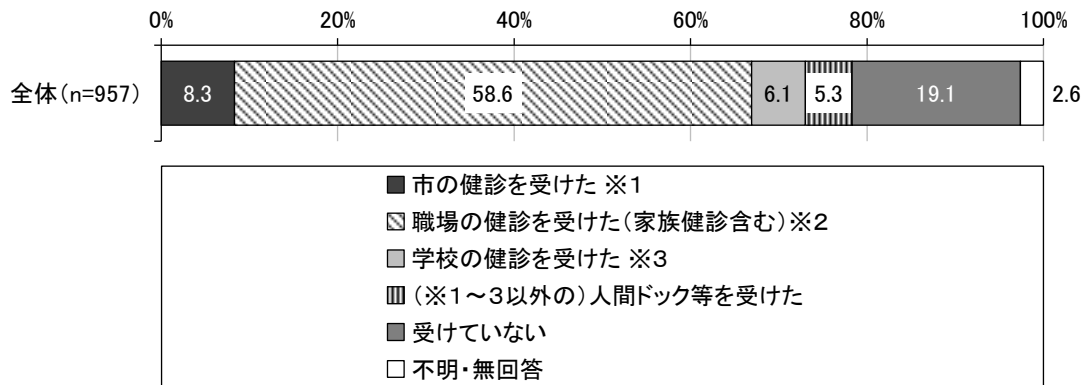 0% 20% 40% 60% 80% 100%
全体(n=957) 8.3 58.6 6.1 5.3 19.1 2.6
市の健診を受けた ※1
職場の健診を受けた(家族健診含む)※2
学校の健診を受けた ※3
(※1~3以外の)人間ドック等を受けた
受けていない
不明・無回答